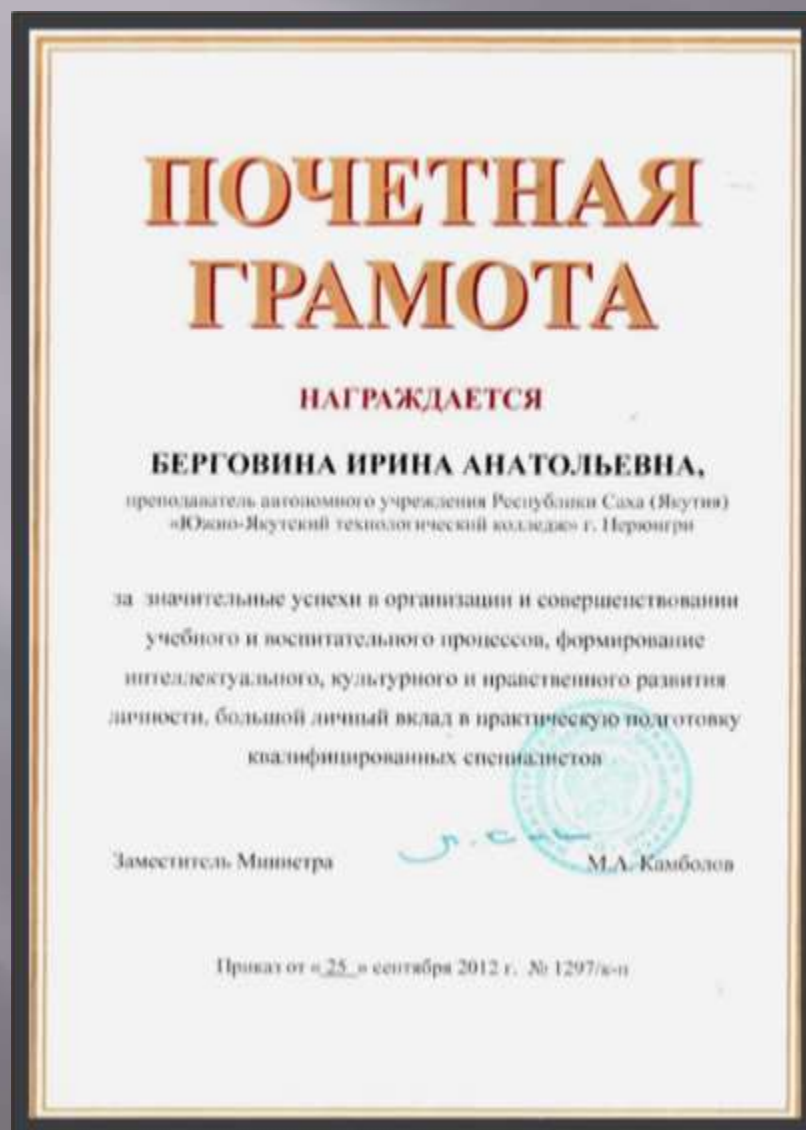 ПОЧЕТНАЯ
ГРАМОТА
НАГРАЖДАЕТСЯ
БЕРГОВИНА ИРИНА АНАТОЛЬЕВНА,
преподаватель автономного учреждения Республики Саха (Якутия)
«Южно-Якутский технологический колледж» г. Нерюнгри
за значительные успехи в организации и совершенствовании
учебного и воспитательного процессов, формирование
интеллектуального, культурного и нравственного развития
личности, большой личный вклад в практическую подготовку
квалифицированных специалистов
Заместитель Министра М.А. Камболов
Приказ от « 25 » сентября 2012 г. № 1297/к-н